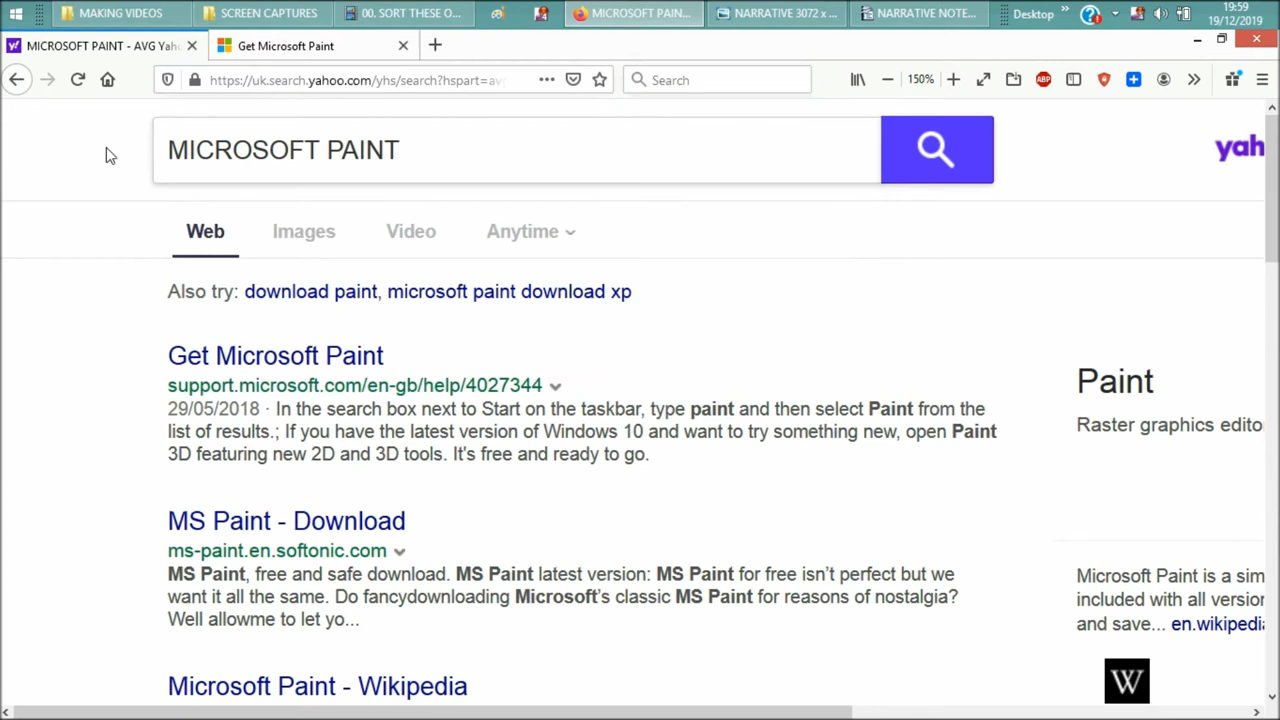 MAKING VIDEOS
SCREEN CAPTURES
00. SORT THESE O...
MICROSOFT PAIN...
NARRATIVE 3072 x ...
NARRATIVE NOTE...
Desktop
19:59
19/12/2019
MICROSOFT PAINT - AVG Yaho
Get Microsoft Paint
https://uk.search.yahoo.com/yhs/search?hspart=av
Search
150%
ABP
MICROSOFT PAINT
yah
Web
Images
Video
Anytime
Also try: download paint, microsoft paint download xp
Get Microsoft Paint
support.microsoft.com/en-gb/help/4027344
29/05/2018 · In the search box next to Start on the taskbar, type paint and then select Paint from the
list of results.; If you have the latest version of Windows 10 and want to try something new, open Paint
3D featuring new 2D and 3D tools. It's free and ready to go.
MS Paint - Download
ms-paint.en.softonic.com
MS Paint, free and safe download. MS Paint latest version: MS Paint for free isn't perfect but we
want it all the same. Do fancydownloading Microsoft's classic MS Paint for reasons of nostalgia?
Well allowme to let yo...
Microsoft Paint - Wikipedia
Paint
Raster graphics edito
Microsoft Paint is a sim
included with all version
and save... en.wikipedia
W